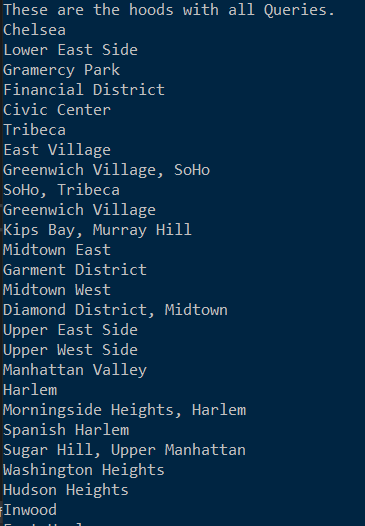 These are the hoods with all Queries.
Chelsea
Lower East Side
Gramercy Park
Financial District
Civic Center
Tribeca
East Village
Greenwich Village, SoHo
SoHo, Tribeca
Greenwich Village
Kips Bay, Murray Hill
Midtown East
Garment District
Midtown West
Diamond District, Midtown
Upper East Side
Upper West Side
Manhattan Valley
Harlem
Morningside Heights, Harlem
Spanish Harlem
Sugar Hill, Upper Manhattan
Washington Heights
Hudson Heights
Inwood